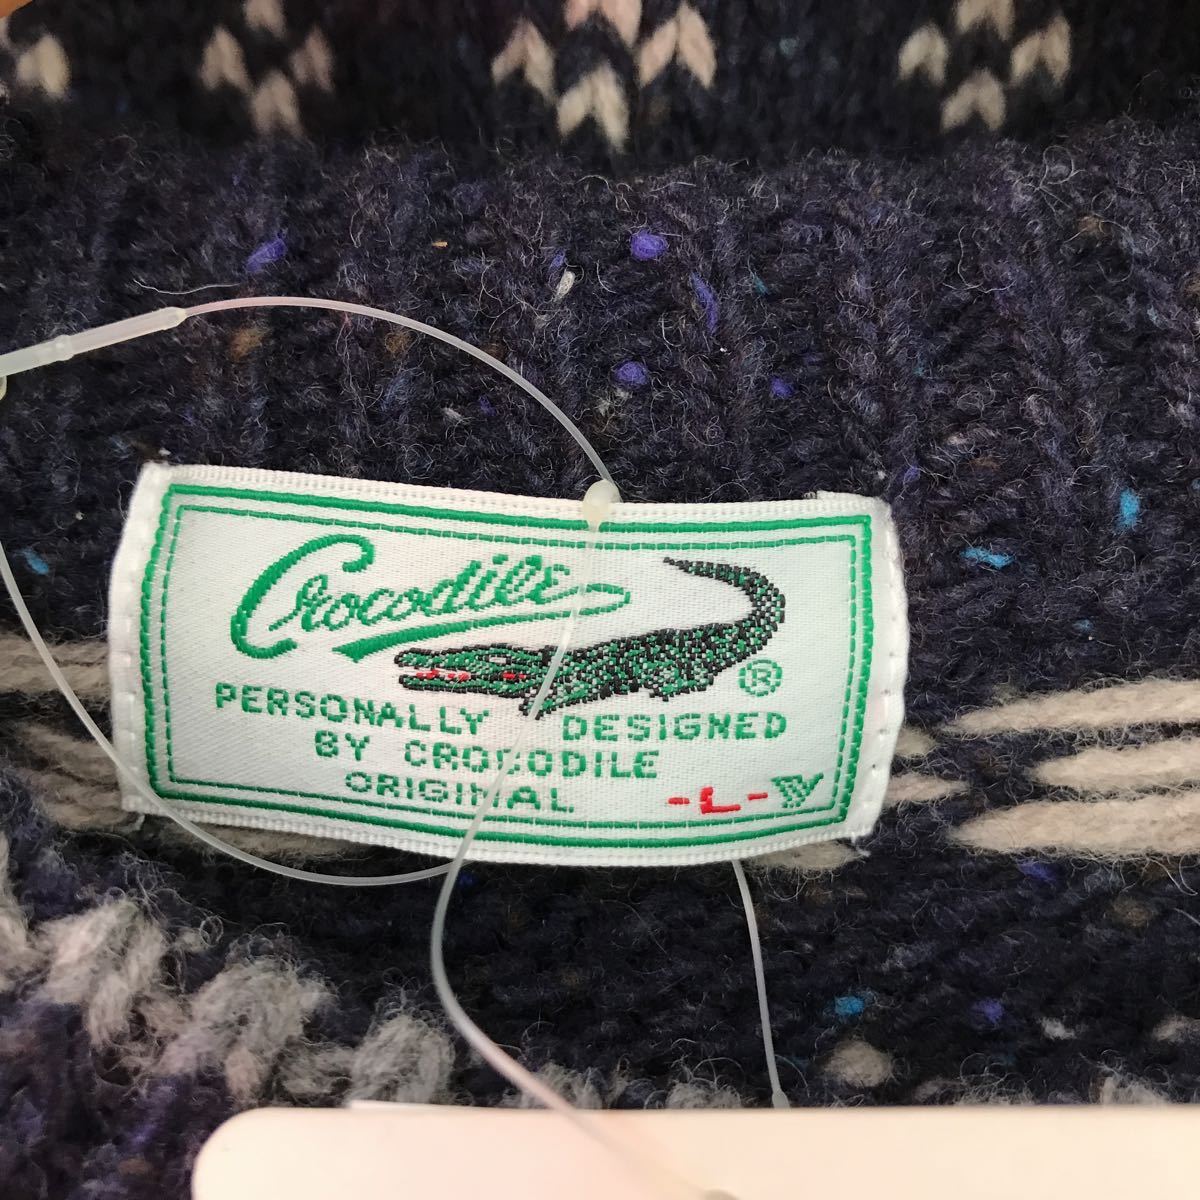 Crocodile
®
PERSONALLY DESIGNED
BY CROCODILE
ORIGINAL
-L-